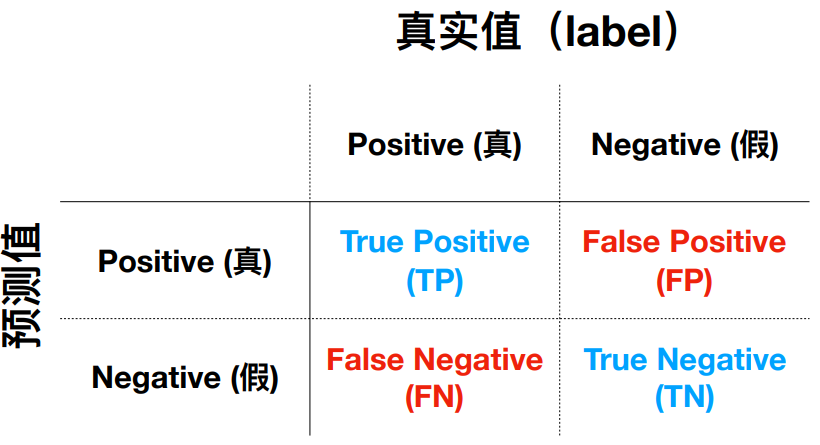 真实值（label）
Positive (真)
Negative (假)
预测值
Positive (真)
True Positive
(TP)
False Positive
(FP)
Negative (假)
False Negative
(FN)
True Negative
(TN)